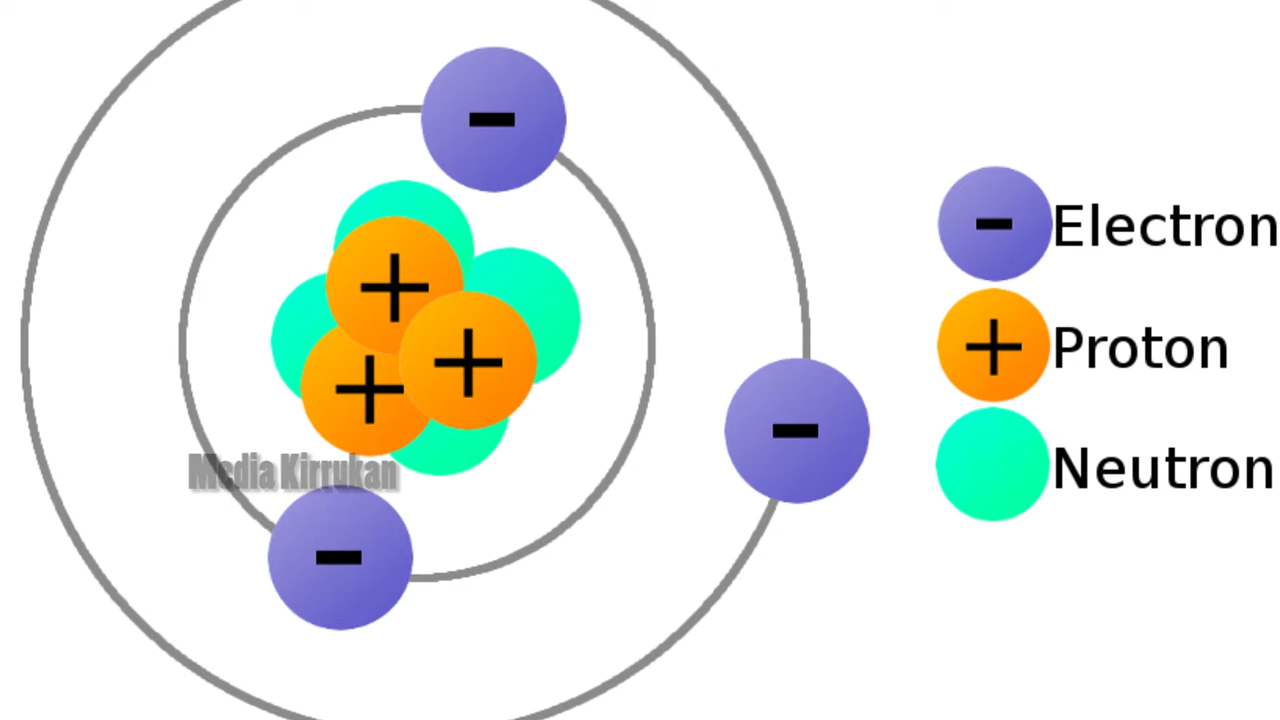 -
+
+
+
Media Kirrukan
-
-
- Electron
+ Proton
Neutron